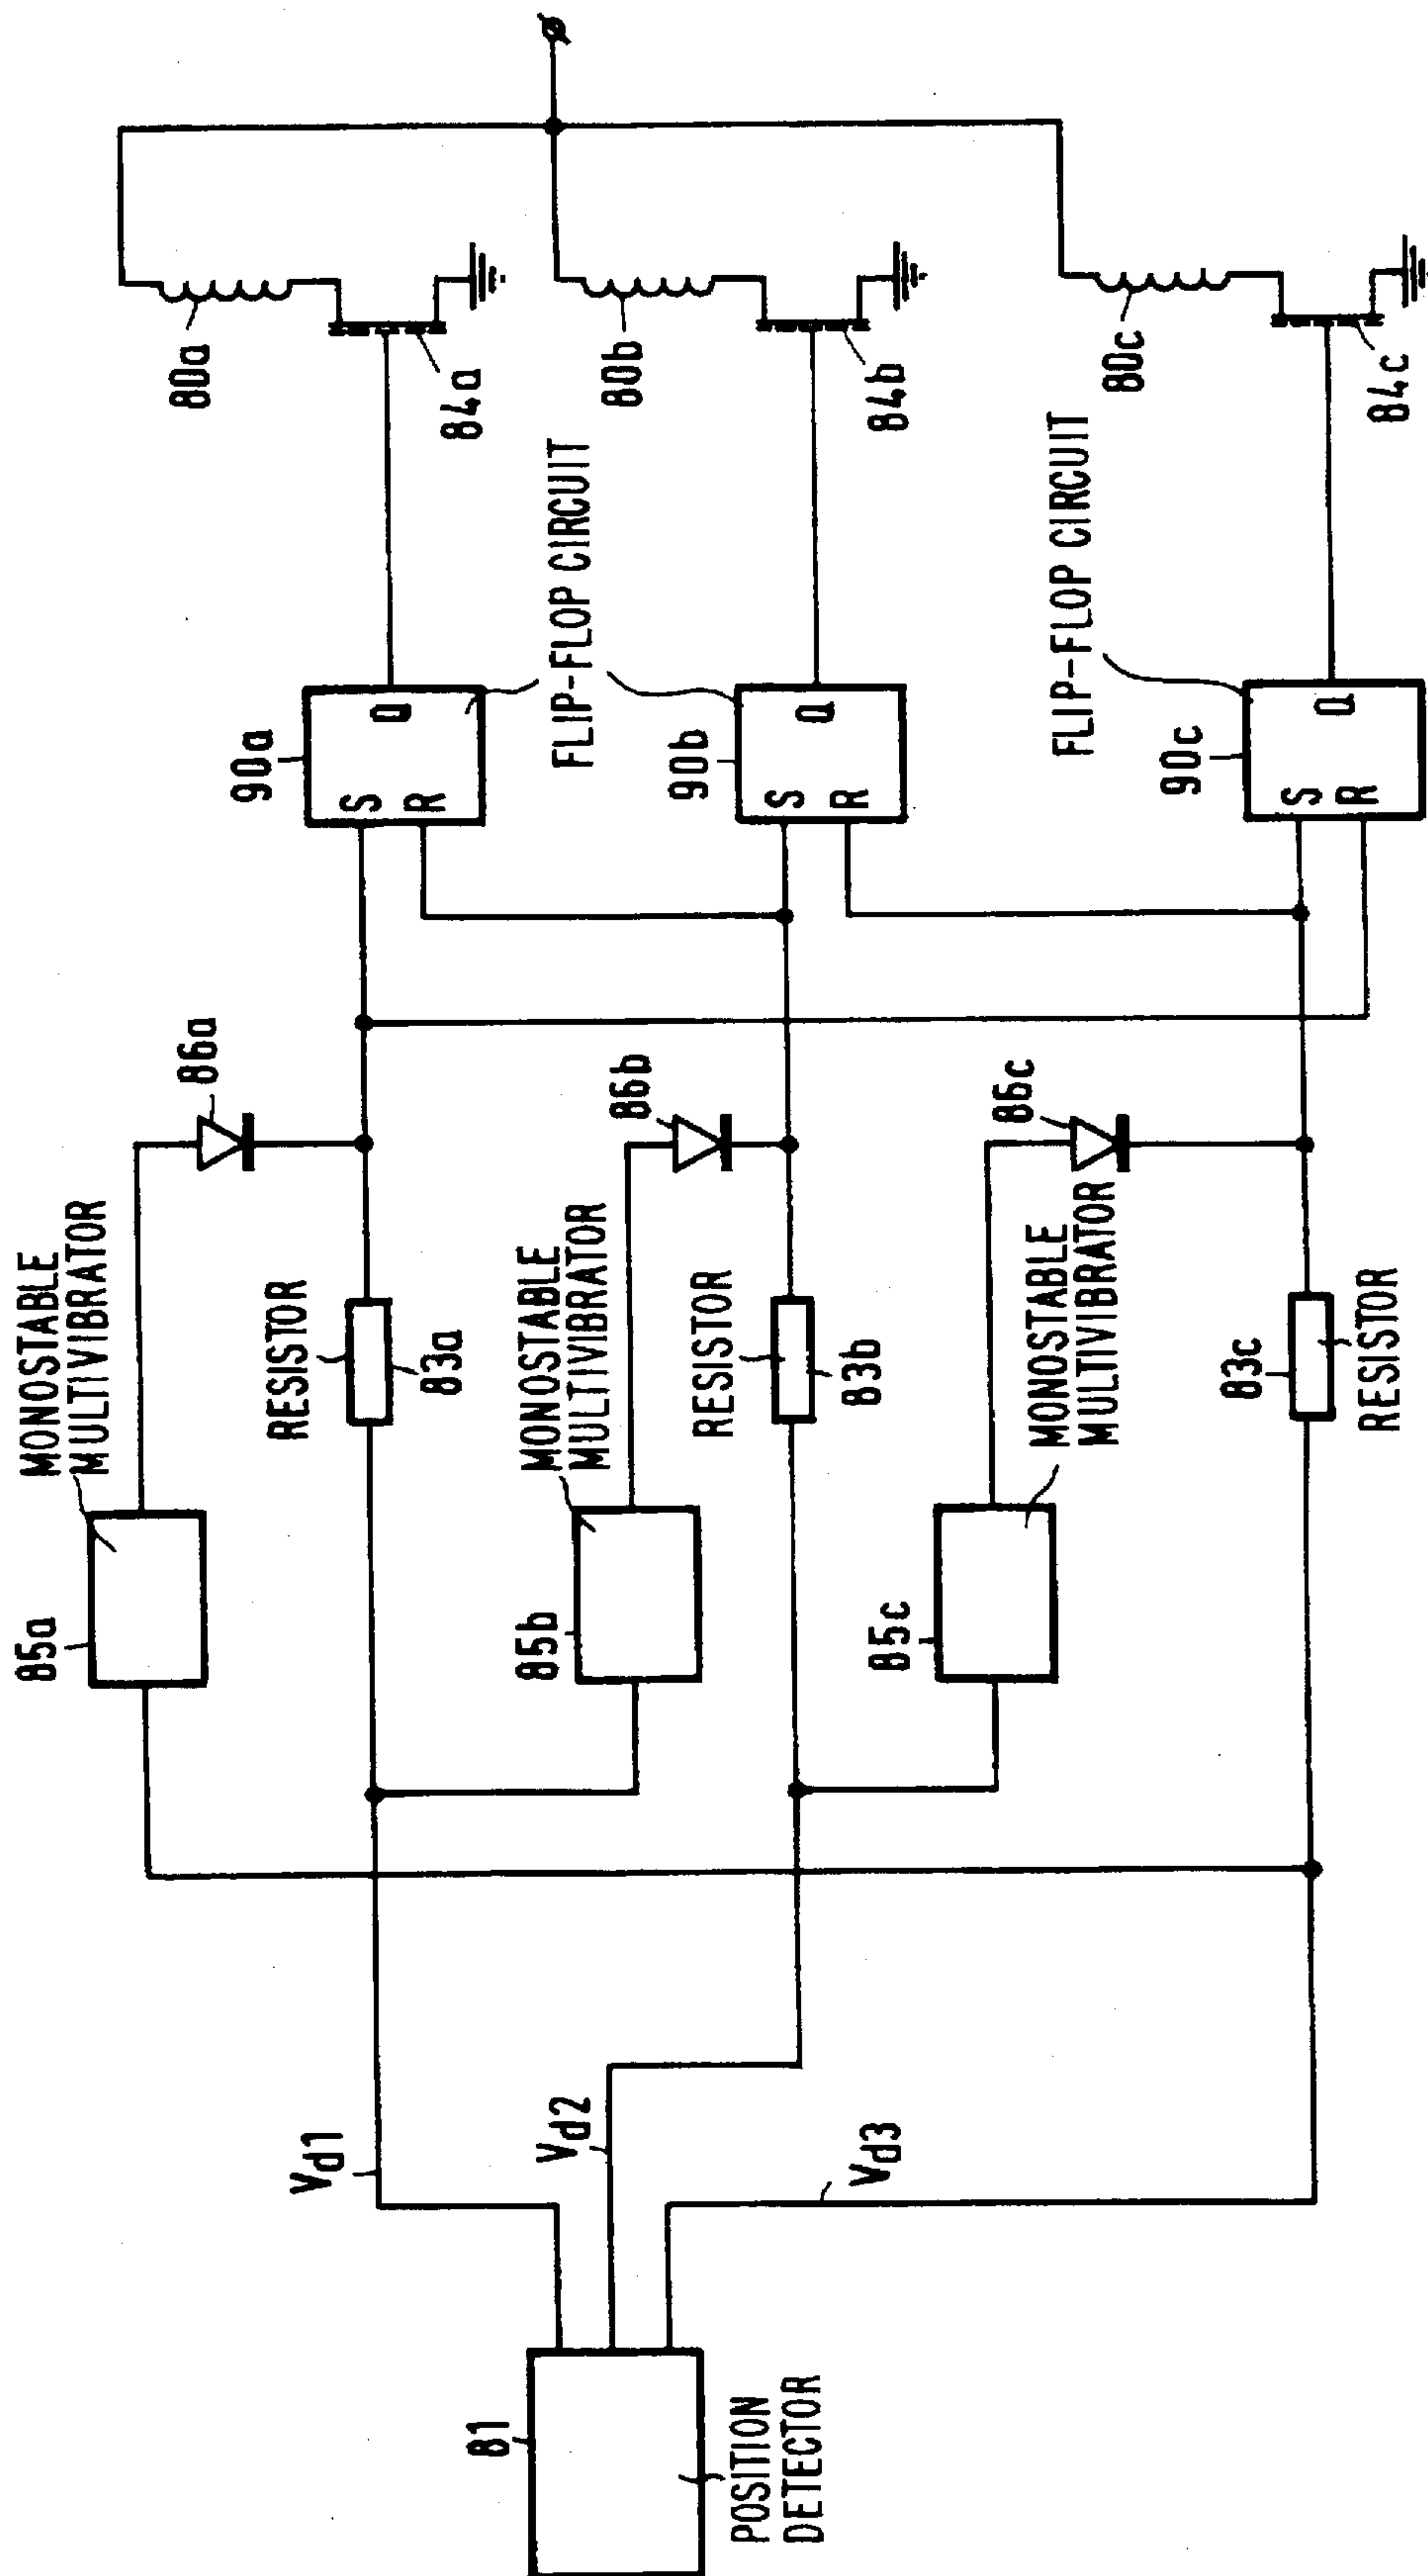 81
POSITION
DETECTOR
Vd1
Vd2
Vd3
85a
MONOSTABLE
MULTIVIBRATOR
86a
RESISTOR
83a
85b
MONOSTABLE
MULTIVIBRATOR
86b
RESISTOR
83b
85c
MONOSTABLE
MULTIVIBRATOR
86c
83c
RESISTOR
90a
S
R
Q
FLIP-FLOP CIRCUIT
90b
S
R
Q
FLIP-FLOP CIRCUIT
90c
S
R
Q
80a
84a
80b
84b
80c
84c